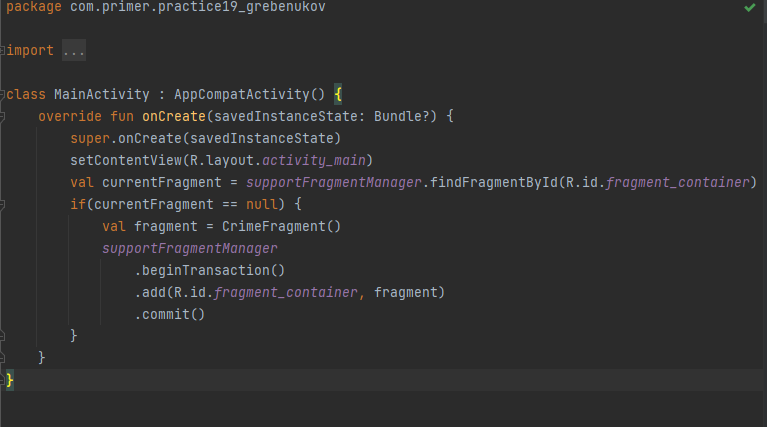 package com.primer.practice19_grebenukov
import ...
class MainActivity : AppCompatActivity() {
    override fun onCreate(savedInstanceState: Bundle?) {
        super.onCreate(savedInstanceState)
        setContentView(R.layout.activity_main)
        val currentFragment = supportFragmentManager.findFragmentById(R.id.fragment_container)
        if(currentFragment == null) {
            val fragment = CrimeFragment()
            supportFragmentManager
                .beginTransaction()
                .add(R.id.fragment_container, fragment)
                .commit()
        }
    }
}